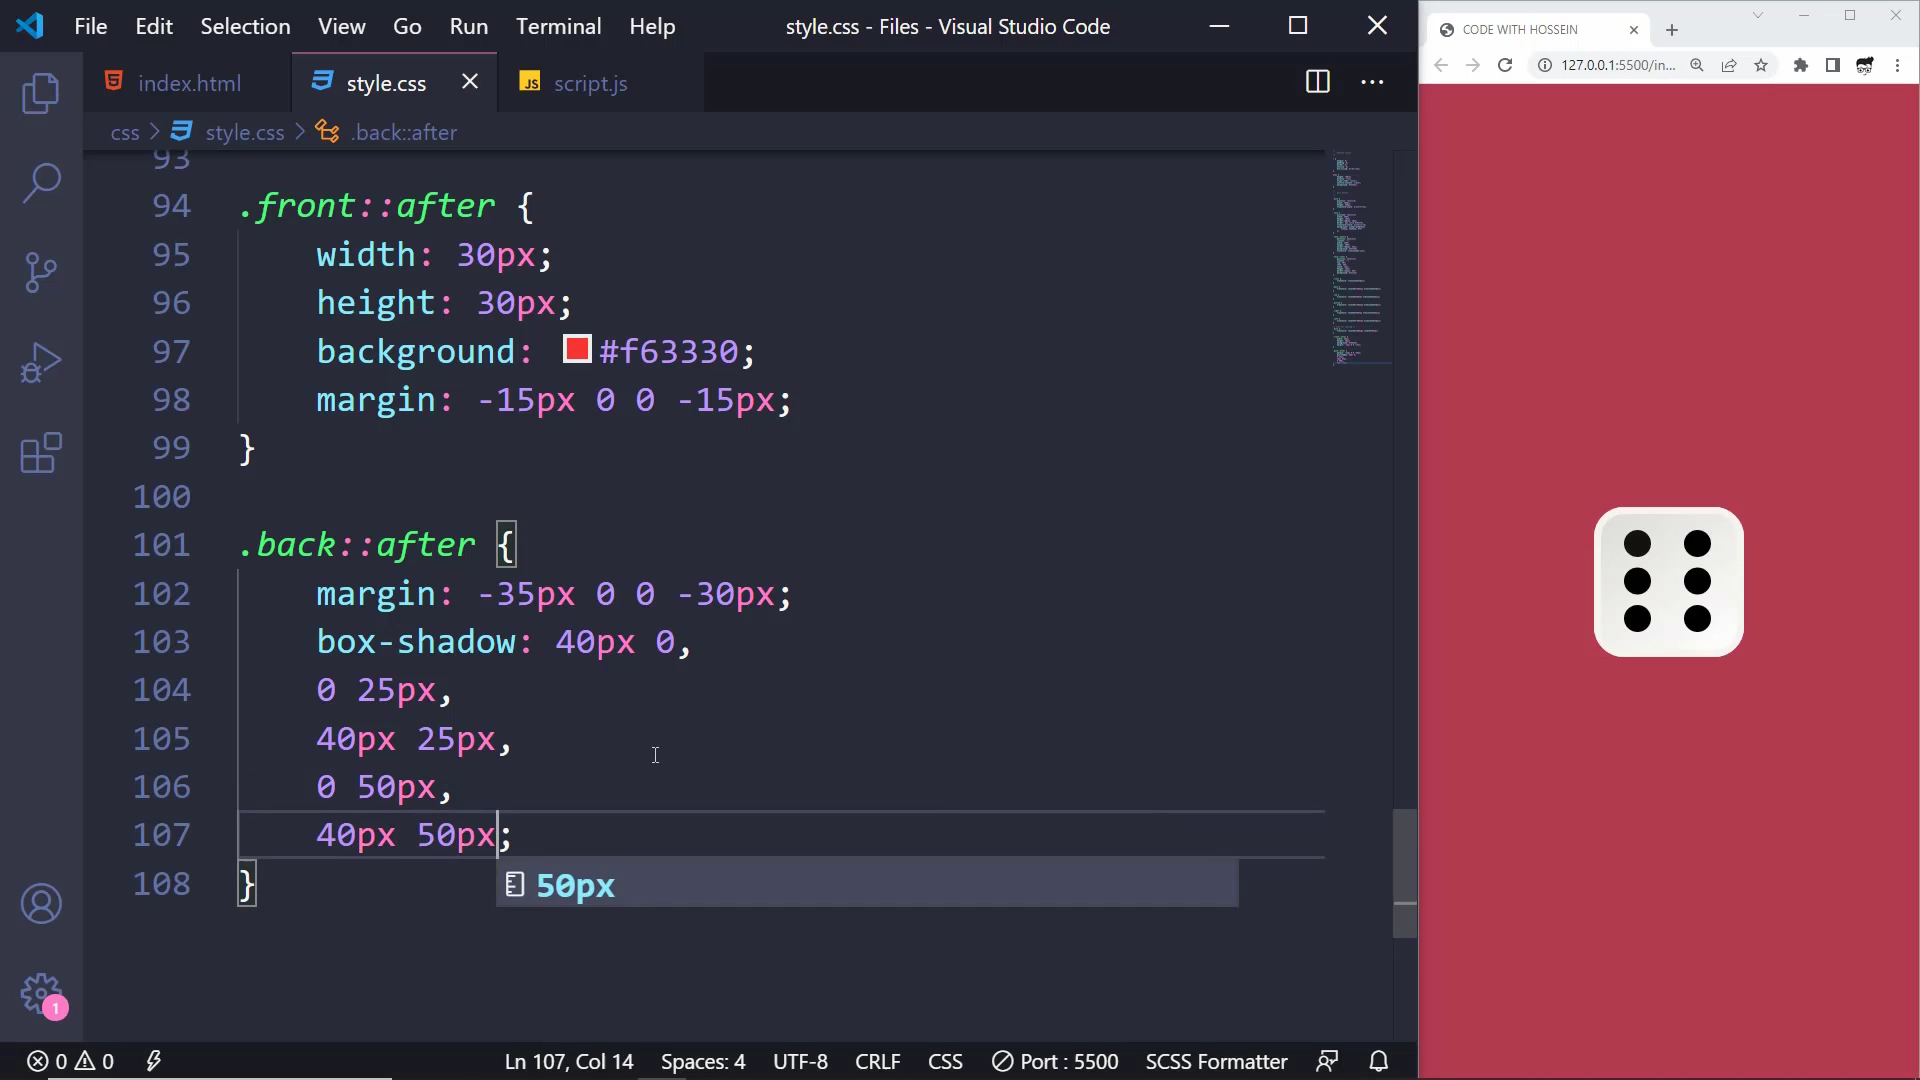 File Edit Selection View Go Run Terminal Help
style.css - Files - Visual Studio Code
index.html
style.css
JS script.js
css > style.css > .back::after
93
94 .front::after {
95 width: 30px;
96 height: 30px;
97 background: #f63330;
98 margin: -15px 0 0 -15px;
99 }
100
101 .back::after {
102 margin: -35px 0 0 -30px;
103 box-shadow: 40px 0,
104 0 25px,
105 40px 25px,
106 0 50px,
107 40px 50px;
50px
108 }
1
0 0 Ln 107, Col 14 Spaces: 4 UTF-8 CRLF CSS Port : 5500 SCSS Formatter
CODE WITH HOSSEIN
127.0.0.1:5500/in...